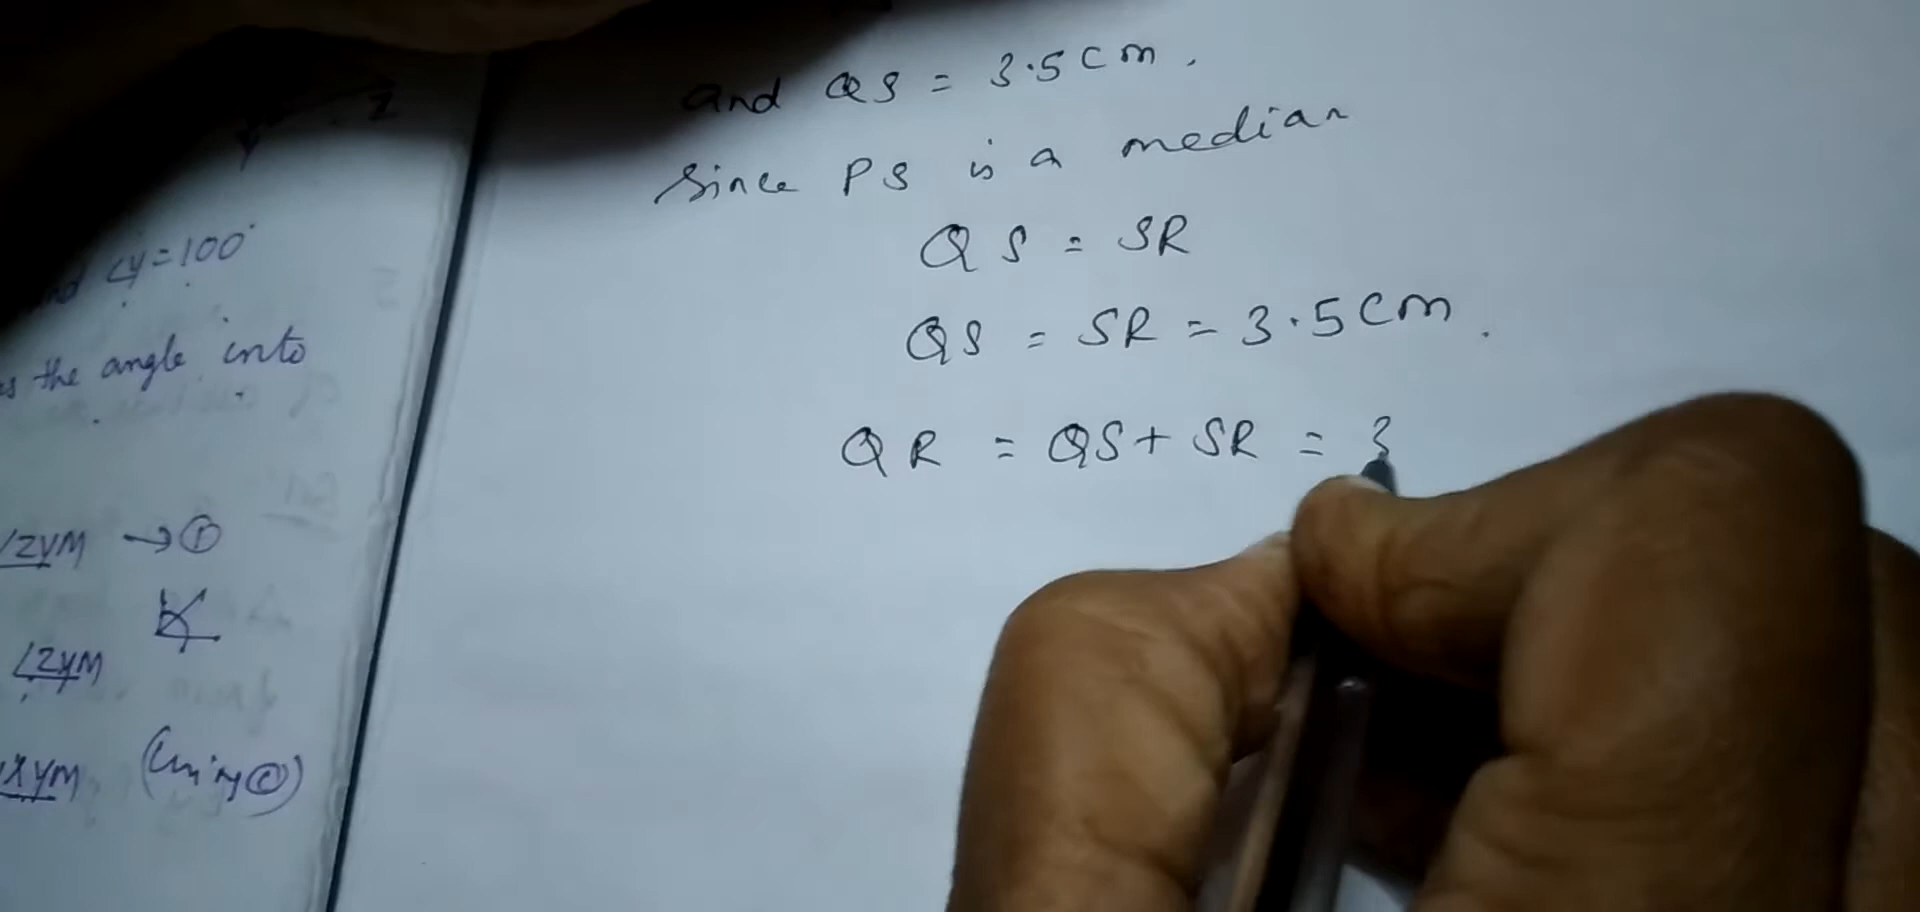 and QS = 3.5 cm.
Since PS is a median
QS = SR
QS = SR = 3.5 cm.
QR = QS + SR = 3
Z
∠y = 100°
the angle into
∠ZYM → ①
∠ZYM
XYM